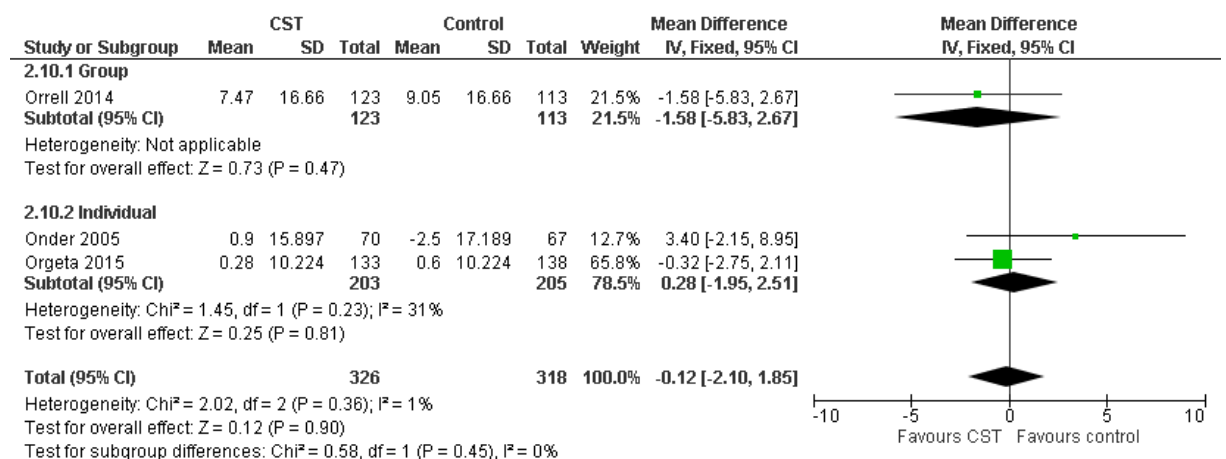 CST Control Mean Difference Mean Difference
Study or Subgroup Mean SD Total Mean SD Total Weight IV, Fixed, 95% CI IV, Fixed, 95% CI
2.10.1 Group
Orrell 2014 7.47 16.66 123 9.05 16.66 113 21.5% -1.58 [-5.83, 2.67]
Subtotal (95% CI) 123 113 21.5% -1.58 [-5.83, 2.67]
Heterogeneity: Not applicable
Test for overall effect: Z = 0.73 (P = 0.47)
2.10.2 Individual
Onder 2005 0.9 15.897 70 -2.5 17.189 67 12.7% 3.40 [-2.15, 8.95]
Orgeta 2015 0.28 10.224 133 0.6 10.224 138 65.8% -0.32 [-2.75, 2.11]
Subtotal (95% CI) 203 205 78.5% 0.28 [-1.95, 2.51]
Heterogeneity: Chi² = 1.45, df = 1 (P = 0.23); I² = 31%
Test for overall effect: Z = 0.25 (P = 0.81)
Total (95% CI) 326 318 100.0% -0.12 [-2.10, 1.85]
Heterogeneity: Chi² = 2.02, df = 2 (P = 0.36); I² = 1%
Test for overall effect: Z = 0.12 (P = 0.90)
Test for subgroup differences: Chi² = 0.58, df = 1 (P = 0.45), I² = 0%
-10 -5 0 5 10
Favours CST Favours control